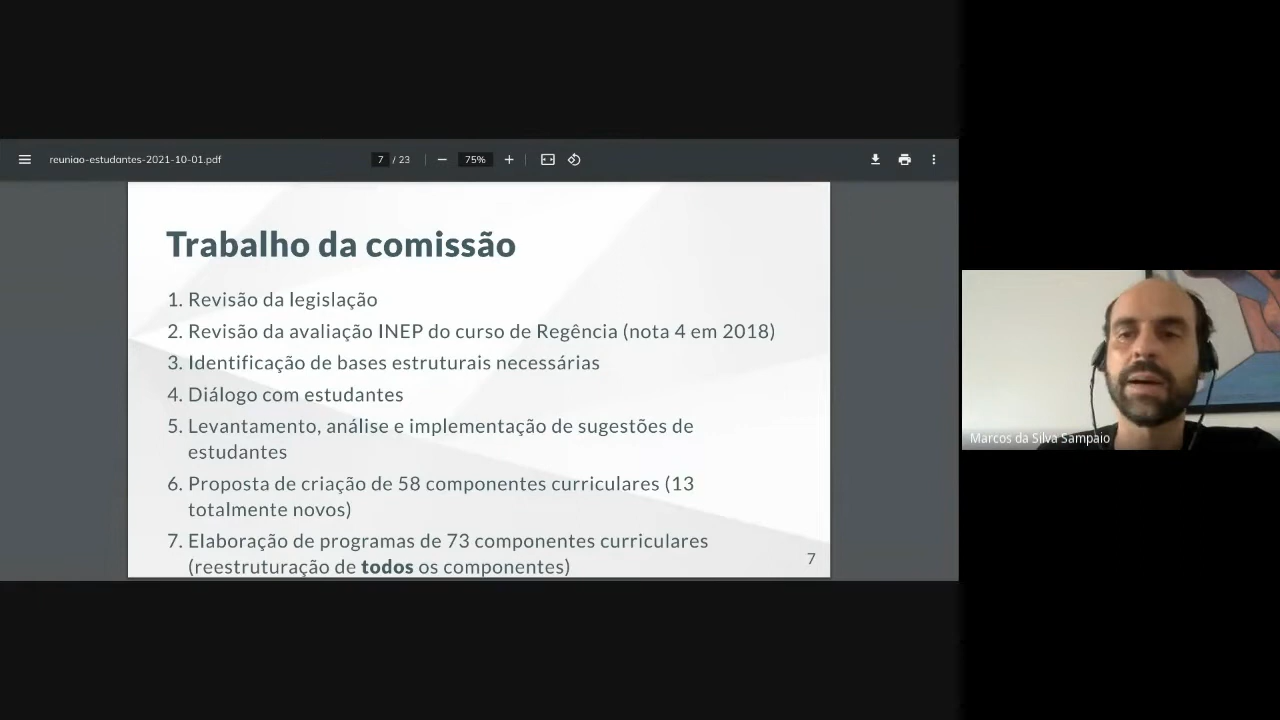 reuniao-estudantes-2021-10-01.pdf
7 / 23
75%
Trabalho da comissão
1. Revisão da legislação
2. Revisão da avaliação INEP do curso de Regência (nota 4 em 2018)
3. Identificação de bases estruturais necessárias
4. Diálogo com estudantes
5. Levantamento, análise e implementação de sugestões de
estudantes
6. Proposta de criação de 58 componentes curriculares (13
totalmente novos)
7. Elaboração de programas de 73 componentes curriculares
(reestruturação de todos os componentes)
7
Marcos da Silva Sampaio